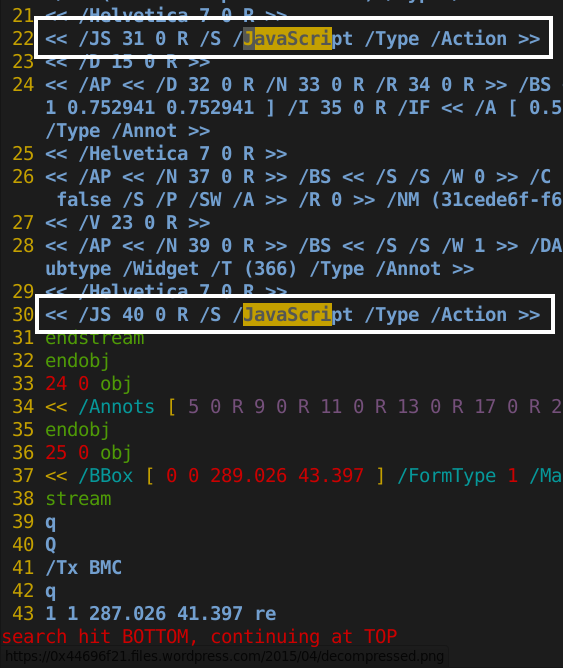 21 << /Helvetica 7 0 R >>
22 << /JS 31 0 R /S /JavaScript /Type /Action >>
23 << /D 15 0 R >>
24 << /AP << /D 32 0 R /N 33 0 R /R 34 0 R >> /BS
1 0.752941 0.752941 ] /I 35 0 R /IF << /A [ 0.5
/Type /Annot >>
25 << /Helvetica 7 0 R >>
26 << /AP << /N 37 0 R >> /BS << /S /S /W 0 >> /C
false /S /P /SW /A >> /R 0 >> /NM (31cede6f-f6
27 << /V 23 0 R >>
28 << /AP << /N 39 0 R >> /BS << /S /S /W 1 >> /DA
ubtype /Widget /T (366) /Type /Annot >>
29 << /Helvetica 7 0 R >>
30 << /JS 40 0 R /S /JavaScript /Type /Action >>
31 endstream
32 endobj
33 24 0 obj
34 << /Annots [ 5 0 R 9 0 R 11 0 R 13 0 R 17 0 R 2
35 endobj
36 25 0 obj
37 << /BBox [ 0 0 289.026 43.397 ] /FormType 1 /Ma
38 stream
39 q
40 Q
41 /Tx BMC
42 q
43 1 1 287.026 41.397 re
search hit BOTTOM, continuing at TOP
https://0x44696f21.files.wordpress.com/2015/04/decompressed.png